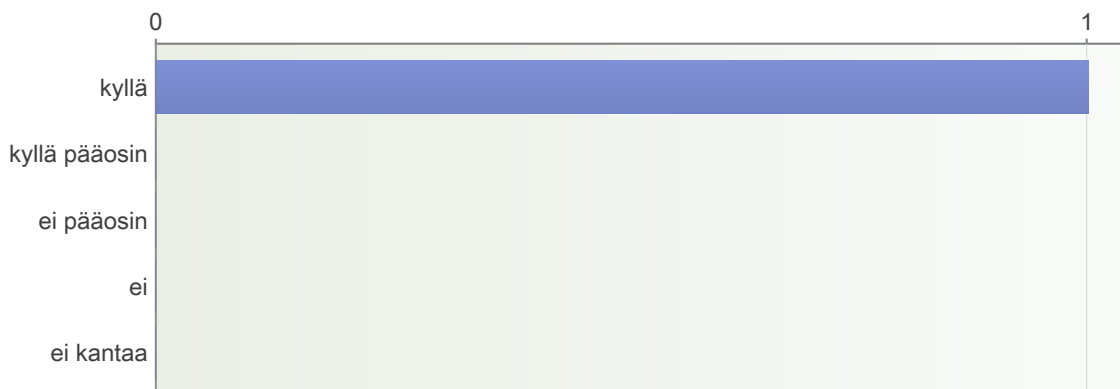 0 1
kyllä
kyllä pääosin
ei pääosin
ei
ei kantaa